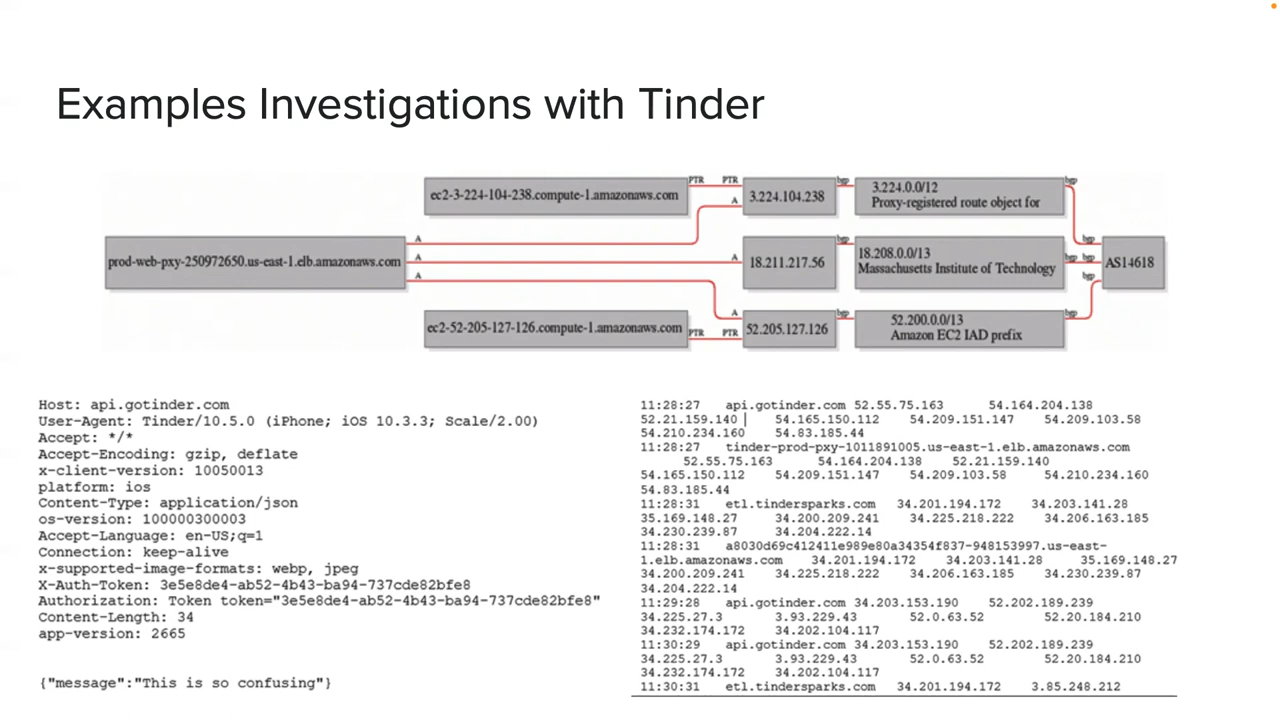 Examples Investigations with Tinder
ec2-3-224-104-238.compute-1.amazonaws.com
PTR
PTR
A
3.224.104.238
bgp
3.224.0.0/12
Proxy-registered route object for
bgp
prod-web-pxy-250972650.us-east-1.elb.amazonaws.com
A
A
A
A
18.211.217.56
bgp
18.208.0.0/13
Massachusetts Institute of Technology
bgp
bgp
bgp
bgp
AS14618
ec2-52-205-127-126.compute-1.amazonaws.com
PTR
A
PTR
52.205.127.126
bgp
52.200.0.0/13
Amazon EC2 IAD prefix
bgp
Host: api.gotinder.com
User-Agent: Tinder/10.5.0 (iPhone; iOS 10.3.3; Scale/2.00)
Accept: */*
Accept-Encoding: gzip, deflate
x-client-version: 10050013
platform: ios
Content-Type: application/json
os-version: 100000300003
Accept-Language: en-US;q=1
Connection: keep-alive
x-supported-image-formats: webp, jpeg
X-Auth-Token: 3e5e8de4-ab52-4b43-ba94-737cde82bfe8
Authorization: Token token="3e5e8de4-ab52-4b43-ba94-737cde82bfe8"
Content-Length: 34
app-version: 2665
{"message":"This is so confusing"}
11:28:27 api.gotinder.com 52.55.75.163 54.164.204.138
52.21.159.140 54.165.150.112 54.209.151.147 54.209.103.58
54.210.234.160 54.83.185.44
11:28:27 tinder-prod-pxy-1011891005.us-east-1.elb.amazonaws.com
52.55.75.163 54.164.204.138 52.21.159.140
54.165.150.112 54.209.151.147 54.209.103.58 54.210.234.160
54.83.185.44
11:28:31 etl.tindersparks.com 34.201.194.172 34.203.141.28
35.169.148.27 34.200.209.241 34.225.218.222 34.206.163.185
34.230.239.87 34.204.222.14
11:28:31 a8030d69c412411e989e80a34354f837-948153997.us-east-
1.elb.amazonaws.com 34.201.194.172 34.203.141.28 35.169.148.27
34.200.209.241 34.225.218.222 34.206.163.185 34.230.239.87
34.204.222.14
11:29:28 api.gotinder.com 34.203.153.190 52.202.189.239
34.225.27.3 3.93.229.43 52.0.63.52 52.20.184.210
34.232.174.172 34.202.104.117
11:30:29 api.gotinder.com 34.203.153.190 52.202.189.239
34.225.27.3 3.93.229.43 52.0.63.52 52.20.184.210
34.232.174.172 34.202.104.117
11:30:31 etl.tindersparks.com 34.201.194.172 3.85.248.212